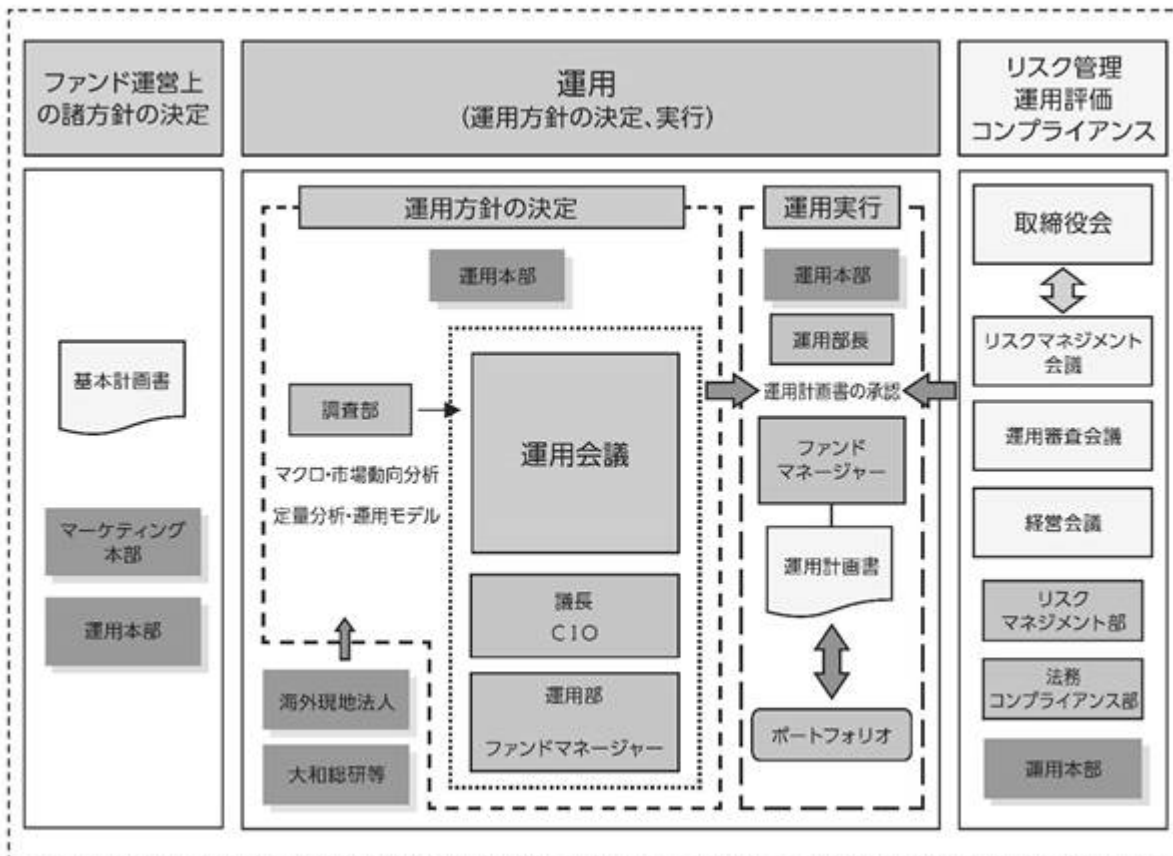 ファンド運営上
の諸方針の決定
運用
(運用方針の決定、実行)
リスク管理
運用評価
コンプライアンス
基本計画書
マーケティング
本部
運用本部
運用方針の決定
運用本部
調査部
マクロ・市場動向分析
定量分析・運用モデル
海外現地法人
大和総研等
運用会議
議長
CIO
運用部
ファンドマネージャー
運用実行
運用本部
運用部長
運用計画書の承認
ファンド
マネージャー
運用計画書
ポートフォリオ
取締役会
リスクマネジメント
会議
運用審査会議
経営会議
リスク
マネジメント部
法務
コンプライアンス部
運用本部